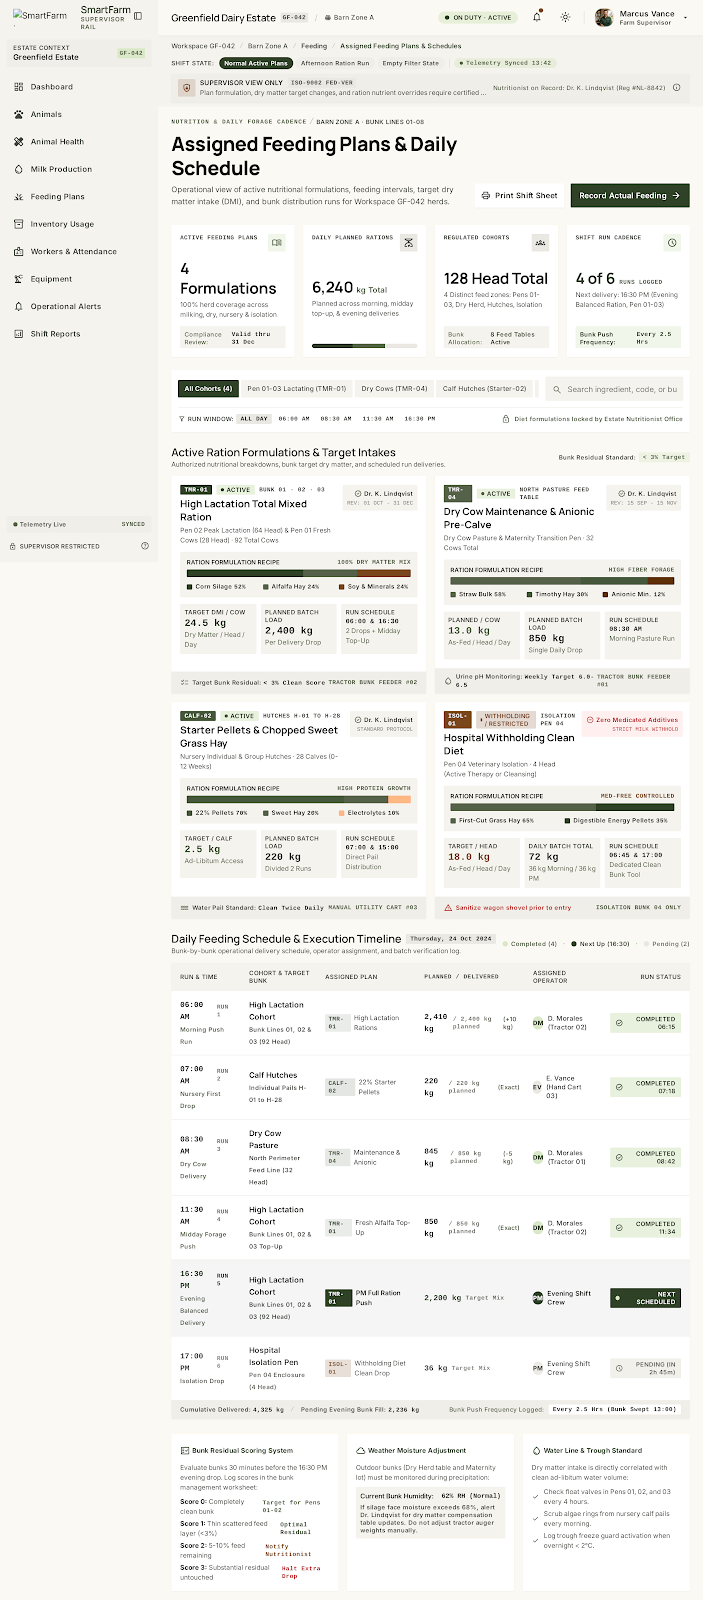 SmartFarm
SmartFarm
SUPERVISOR RAIL
ESTATE CONTEXT
Greenfield Estate
GF-042
Dashboard
Animals
Animal Health
Milk Production
Feeding Plans
Inventory Usage
Workers & Attendance
Equipment
Operational Alerts
Shift Reports
Telemetry Live SYNCED
SUPERVISOR RESTRICTED
Greenfield Dairy Estate GF-042 / Barn Zone A
ON DUTY · ACTIVE
Marcus Vance
Farm Supervisor
Workspace GF-042 / Barn Zone A / Feeding / Assigned Feeding Plans & Schedules
SHIFT STATE: Normal Active Plans Afternoon Ration Run Empty Filter State Telemetry Synced 13:42
SUPERVISOR VIEW ONLY ISO-9002 FED-VER
Plan formulation, dry matter target changes, and ration nutrient overrides require certified ...
Nutritionist on Record: Dr. K. Lindqvist (Reg #NL-8842)
NUTRITION & DAILY FORAGE CADENCE / BARN ZONE A · BUNK LINES 01-08
Assigned Feeding Plans & Daily Schedule
Operational view of active nutritional formulations, feeding intervals, target dry matter intake (DMI), and bunk distribution runs for Workspace GF-042 herds.
Print Shift Sheet
Record Actual Feeding
ACTIVE FEEDING PLANS
4 Formulations
100% herd coverage across milking, dry, nursery & isolation
Compliance Review: Valid thru 31 Dec
DAILY PLANNED RATIONS
6,240 kg Total
Planned across morning, midday top-up, & evening deliveries
REGULATED COHORTS
128 Head Total
4 Distinct feed zones: Pens 01-03, Dry Herd, Hutches, Isolation
Bunk Allocation: 8 Feed Tables Active
SHIFT RUN CADENCE
4 of 6 RUNS LOGGED
Next delivery: 16:30 PM (Evening Balanced Ration, Pen 01-03)
Bunk Push Frequency: Every 2.5 Hrs
All Cohorts (4) Pen 01-03 Lactating (TMR-01) Dry Cows (TMR-04) Calf Hutches (Starter-02)
Search ingredient, code, or bu
RUN WINDOW: ALL DAY 06:00 AM 08:30 AM 11:30 AM 16:30 PM
Diet formulations locked by Estate Nutritionist Office
Active Ration Formulations & Target Intakes
Authorized nutritional breakdowns, bunk target dry matter, and scheduled run deliveries.
Bunk Residual Standard: < 3% Target
TMR-01 ACTIVE BUNK 01 · 02 · 03
High Lactation Total Mixed Ration
Pen 02 Peak Lactation (64 Head) & Pen 01 Fresh Cows (28 Head) · 92 Total Cows
Dr. K. Lindqvist
REV: 01 OCT - 31 DEC
RATION FORMULATION RECIPE 100% DRY MATTER MIX
Corn Silage 52% Alfalfa Hay 24% Soy & Minerals 24%
TARGET DMI / COW
24.5 kg
Dry Matter / Head / Day
PLANNED BATCH LOAD
2,400 kg
Per Delivery Drop
RUN SCHEDULE
06:00 & 16:30
2 Drops + Midday Top-Up
Target Bunk Residual: < 3% Clean Score TRACTOR BUNK FEEDER #02
TMR-04 ACTIVE NORTH PASTURE FEED TABLE
Dry Cow Maintenance & Anionic Pre-Calve
Dry Cow Pasture & Maternity Transition Pen · 32 Cows Total
Dr. K. Lindqvist
REV: 15 SEP - 15 NOV
RATION FORMULATION RECIPE HIGH FIBER FORAGE
Straw Bulk 58% Timothy Hay 30% Anionic Min. 12%
PLANNED / COW
13.0 kg
As-Fed / Head / Day
PLANNED BATCH LOAD
850 kg
Single Daily Drop
RUN SCHEDULE
08:30 AM
Morning Pasture Run
Urine pH Monitoring: Weekly Target 6.0-6.5 TRACTOR BUNK FEEDER #01
CALF-02 ACTIVE HUTCHES H-01 TO H-28
Starter Pellets & Chopped Sweet Grass Hay
Nursery Individual & Group Hutches · 28 Calves (0-12 Weeks)
Dr. K. Lindqvist
STANDARD PROTOCOL
RATION FORMULATION RECIPE HIGH PROTEIN GROWTH
22% Pellets 70% Sweet Hay 20% Electrolytes 10%
TARGET / CALF
2.5 kg
Ad-Libitum Access
PLANNED BATCH LOAD
220 kg
Divided 2 Runs
RUN SCHEDULE
07:00 & 15:00
Direct Pail Distribution
Water Pail Standard: Clean Twice Daily MANUAL UTILITY CART #03
ISOL-01 WITHHOLDING / RESTRICTED ISOLATION PEN 04
Hospital Withholding Clean Diet
Pen 04 Veterinary Isolation · 4 Head (Active Therapy or Cleansing)
Zero Medicated Additives
STRICT MILK WITHHOLD
RATION FORMULATION RECIPE MED-FREE CONTROLLED
First-Cut Grass Hay 65% Digestible Energy Pellets 35%
TARGET / HEAD
18.0 kg
As-Fed / Head / Day
DAILY BATCH TOTAL
72 kg
36 kg Morning / 36 kg PM
RUN SCHEDULE
06:45 & 17:00
Dedicated Clean Bunk Tool
Sanitize wagon shovel prior to entry ISOLATION BUNK 04 ONLY
Daily Feeding Schedule & Execution Timeline Thursday, 24 Oct 2024
Bunk-by-bunk operational delivery schedule, operator assignment, and batch verification log.
Completed (4) · Next Up (16:30) · Pending (2)
RUN & TIME COHORT & TARGET BUNK ASSIGNED PLAN PLANNED / DELIVERED ASSIGNED OPERATOR RUN STATUS
06:00 AM RUN 1 Morning Push Run High Lactation Cohort Bunk Lines 01, 02 & 03 (92 Head) TMR-01 High Lactation Rations 2,410 kg / 2,400 kg planned (+10 kg) DM D. Morales (Tractor 02) COMPLETED 06:15
07:00 AM RUN 2 Nursery First Drop Calf Hutches Individual Pails H-01 to H-28 CALF-02 22% Starter Pellets 220 kg / 220 kg planned (Exact) EV E. Vance (Hand Cart 03) COMPLETED 07:18
08:30 AM RUN 3 Dry Cow Delivery Dry Cow Pasture North Perimeter Feed Line (32 Head) TMR-04 Maintenance & Anionic 845 kg / 850 kg planned (-5 kg) DM D. Morales (Tractor 01) COMPLETED 08:42
11:30 AM RUN 4 Midday Forage Push High Lactation Cohort Bunk Lines 01, 02 & 03 Top-Up TMR-01 Fresh Alfalfa Top-Up 850 kg / 850 kg planned (Exact) DM D. Morales (Tractor 02) COMPLETED 11:34
16:30 PM RUN 5 Evening Balanced Delivery High Lactation Cohort Bunk Lines 01, 02 & 03 (92 Head) TMR-01 PM Full Ration Push 2,200 kg Target Mix PM Evening Shift Crew NEXT SCHEDULED
17:00 PM RUN 6 Isolation Drop Hospital Isolation Pen Pen 04 Enclosure (4 Head) ISOL-01 Withholding Diet Clean Drop 36 kg Target Mix PM Evening Shift Crew PENDING (IN 2h 45m)
Cumulative Delivered: 4,325 kg / Pending Evening Bunk Fill: 2,236 kg Bunk Push Frequency Logged: Every 2.5 Hrs (Bunk Swept 13:00)
Bunk Residual Scoring System
Evaluate bunks 30 minutes before the 16:30 PM evening drop. Log scores in the bunk management worksheet:
Score 0: Completely clean bunk Target for Pens 01-02
Score 1: Thin scattered feed layer (<3%) Optimal Residual
Score 2: 5-10% feed remaining Notify Nutritionist
Score 3: Substantial residual untouched Halt Extra Drop
Weather Moisture Adjustment
Outdoor bunks (Dry Herd table and Maternity lot) must be monitored during precipitation:
Current Bunk Humidity: 62% RH (Normal)
If silage face moisture exceeds 68%, alert Dr. Lindqvist for dry matter compensation table updates. Do not adjust tractor auger weights manually.
Water Line & Trough Standard
Dry matter intake is directly correlated with clean ad-libitum water volume:
Check float valves in Pens 01, 02, and 03 every 4 hours.
Scrub algae rings from nursery calf pails every morning.
Log trough freeze guard activation when overnight < 2°C.